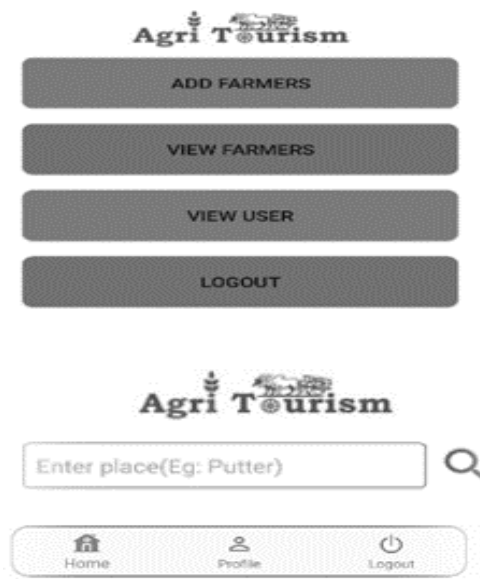 Agri Tourism
ADD FARMERS
VIEW FARMERS
VIEW USER
LOGOUT
Agri Tourism
Enter place(Eg: Putter)
Home Profile Logout